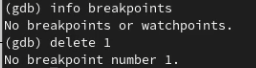 (gdb) info breakpoints
No breakpoints or watchpoints.
(gdb) delete 1
No breakpoint number 1.